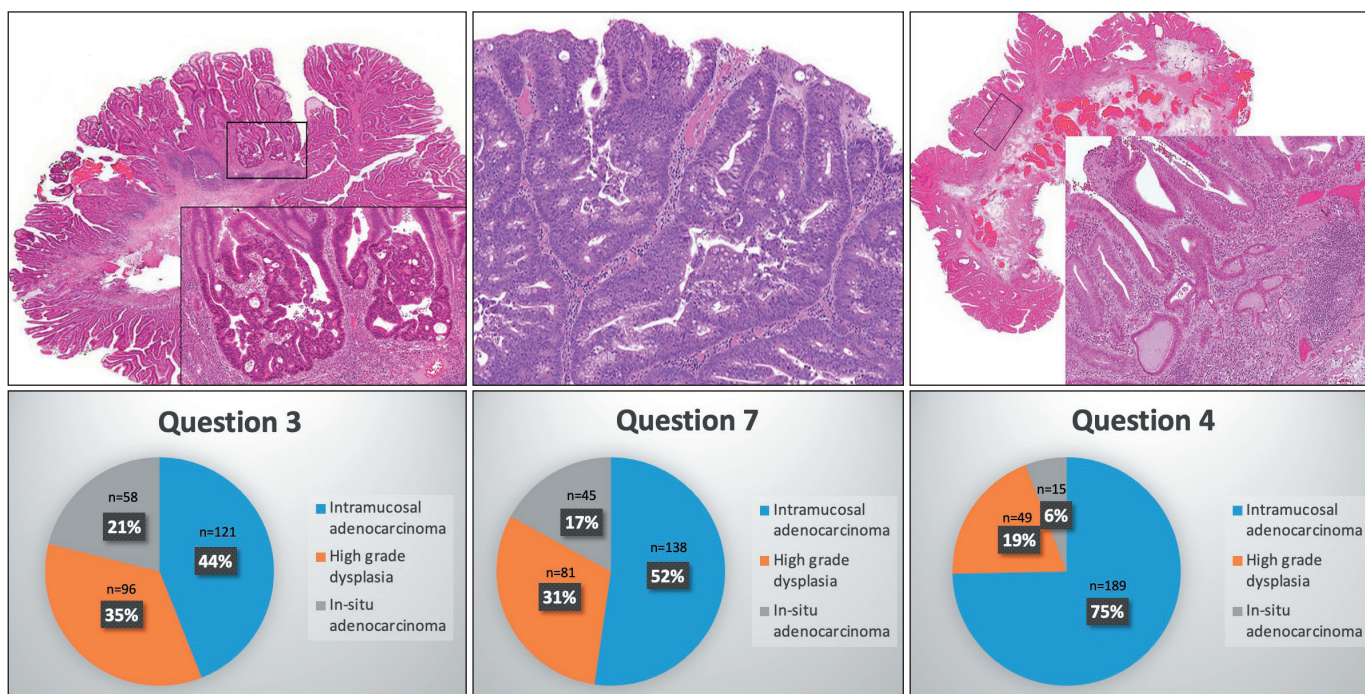 Question 3
n=58
21%
n=121
44%
n=96
35%
Intramucosal
adenocarcinoma
High grade
dysplasia
In-situ
adenocarcinoma
Question 7
n=45
17%
n=138
52%
n=81
31%
Intramucosal
adenocarcinoma
High grade
dysplasia
In-situ
adenocarcinoma
Question 4
n=15
6%
n=49
19%
n=189
75%
Intramucosal
adenocarcinoma
High grade
dysplasia
In-situ
adenocarcinoma